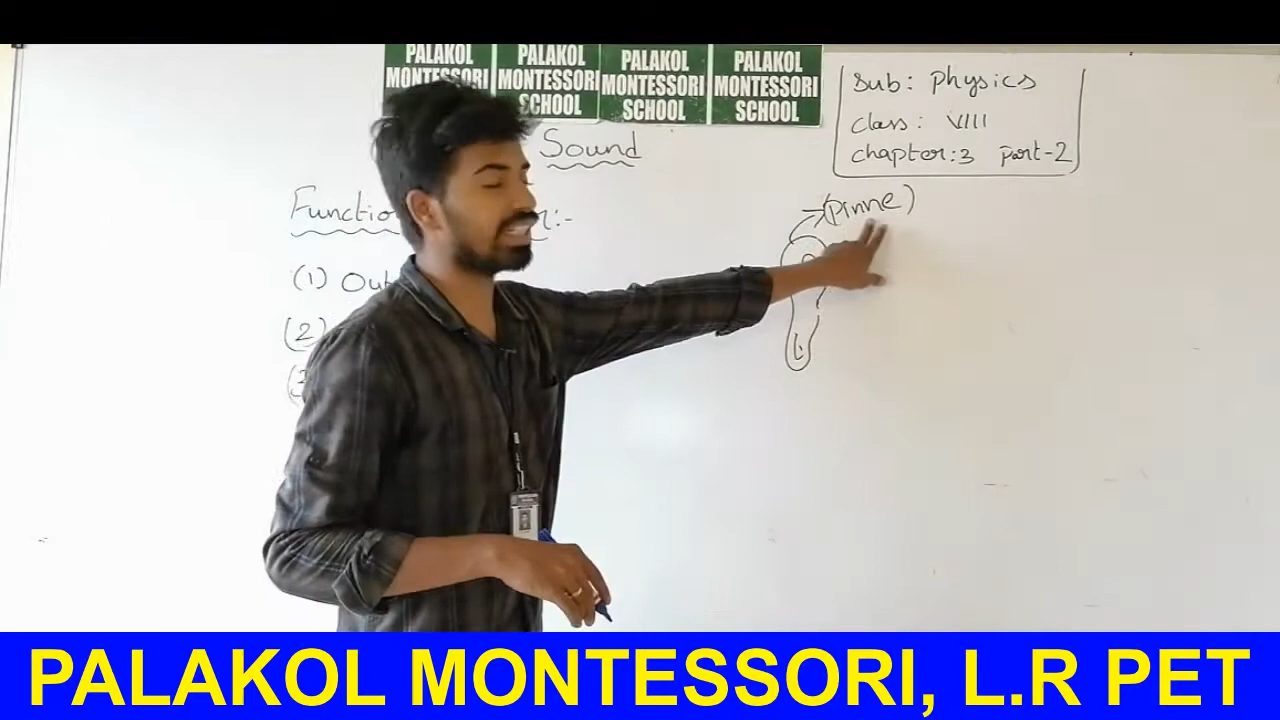 PALAKOL MONTESSORI SCHOOL
PALAKOL MONTESSORI SCHOOL
PALAKOL MONTESSORI SCHOOL
PALAKOL MONTESSORI SCHOOL
Sub: Physics
Class: VIII
Chapter:3 Part-2
Sound
(Pinne)
(1)
(2)
PALAKOL MONTESSORI, L.R PET